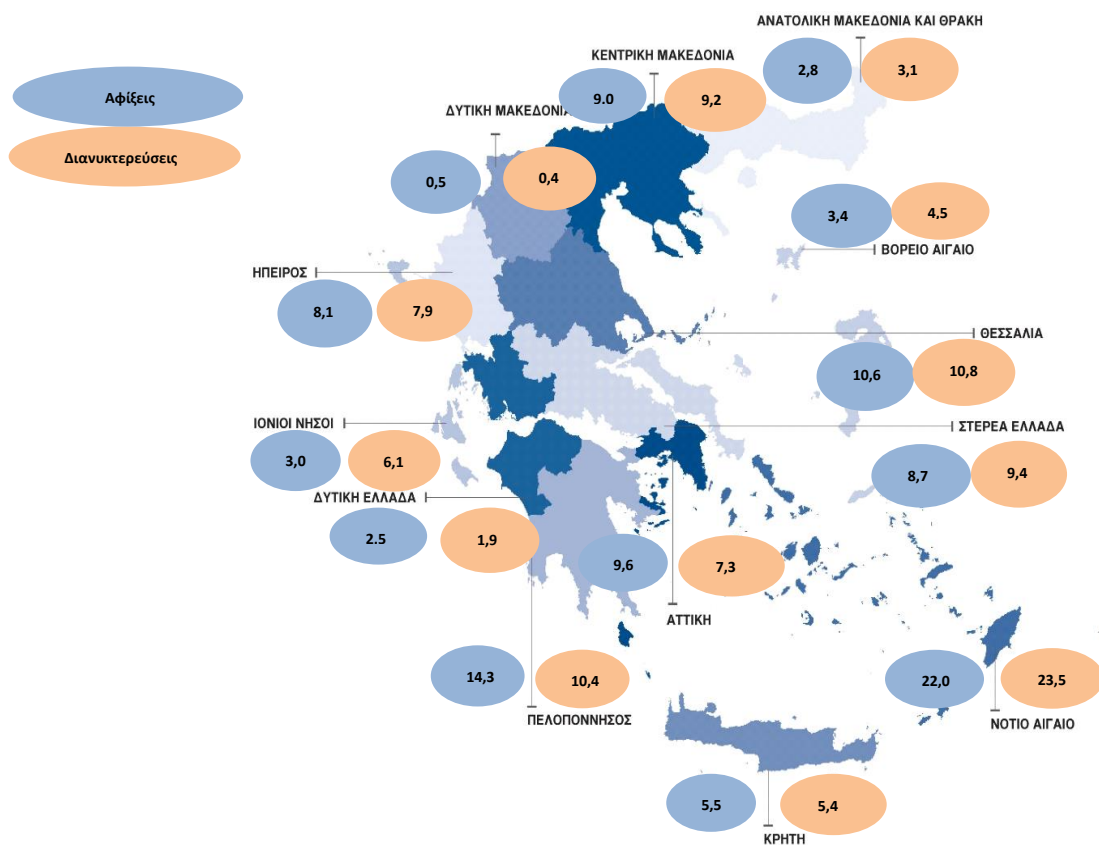 ΑΝΑΤΟΛΙΚΗ ΜΑΚΕΔΟΝΙΑ ΚΑΙ ΘΡΑΚΗ
2,8
3,1
ΚΕΝΤΡΙΚΗ ΜΑΚΕΔΟΝΙΑ
9.0
9,2
Αφίξεις
Διανυκτερεύσεις
ΔΥΤΙΚΗ ΜΑΚΕΔΟΝΙΑ
0,5
0,4
3,4
4,5
ΒΟΡΕΙΟ ΑΙΓΑΙΟ
ΗΠΕΙΡΟΣ
8,1
7,9
ΘΕΣΣΑΛΙΑ
10,6
10,8
ΙΟΝΙΟΙ ΝΗΣΟΙ
3,0
6,1
ΣΤΕΡΕΑ ΕΛΛΑΔΑ
8,7
9,4
ΔΥΤΙΚΗ ΕΛΛΑΔΑ
2.5
1,9
9,6
7,3
ΑΤΤΙΚΗ
14,3
10,4
ΠΕΛΟΠΟΝΝΗΣΟΣ
22,0
23,5
ΝΟΤΙΟ ΑΙΓΑΙΟ
5,5
5,4
ΚΡΗΤΗ